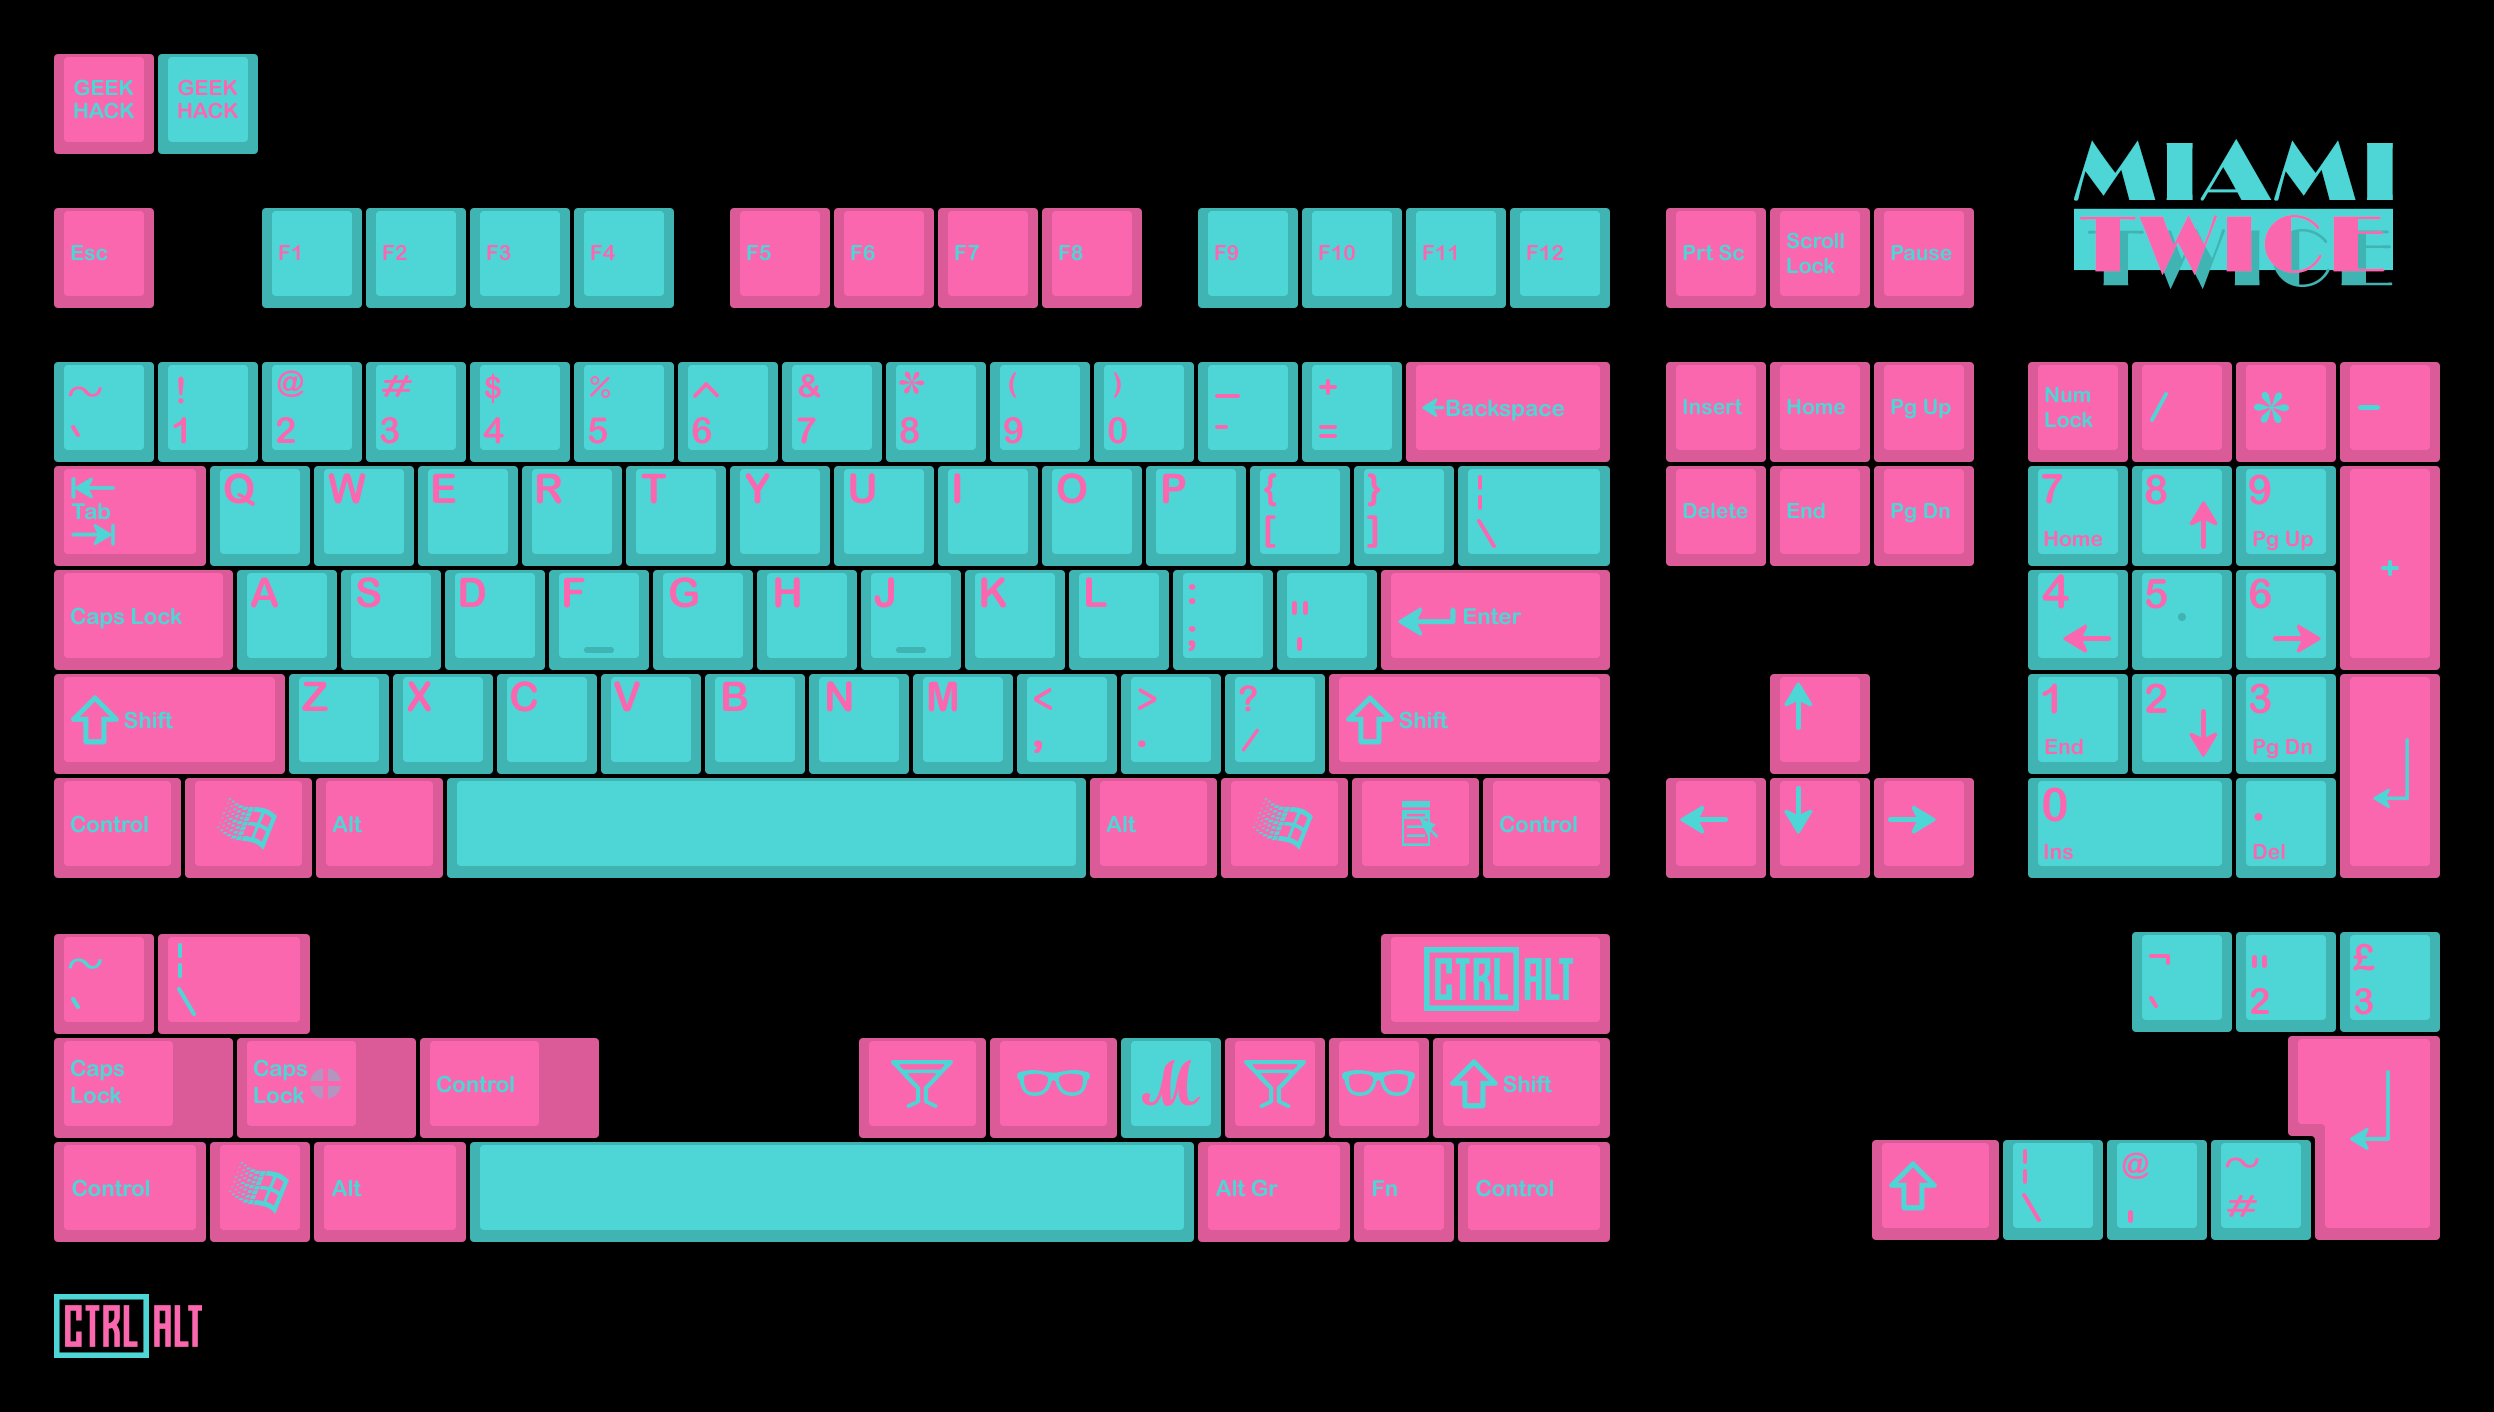 GEEK HACK
GEEK HACK
MIAMI
TWICE
Esc F1 F2 F3 F4 F5 F6 F7 F8 F9 F10 F11 F12 Prt Sc Scroll Lock Pause
~ ` ! 1 @ 2 # 3 $ 4 % 5 ^ 6 & 7 * 8 ( 9 ) 0 _ - + = ←Backspace Insert Home Pg Up Num Lock / * −
Tab Q W E R T Y U I O P { [ } ] ¦ \ Delete End Pg Dn 7 Home 8 ↑ 9 Pg Up +
Caps Lock A S D F G H J K L : ; " ' Enter 4 ← 5 6 →
Shift Z X C V B N M < , > . ? / Shift ↑ 1 End 2 ↓ 3 Pg Dn
Control Alt Alt Control ← ↓ → 0 Ins . Del
~ ` ¦ \ CTRL ALT ¬ ` " 2 £ 3
Caps Lock Caps Lock Control M Shift
Control Alt Alt Gr Fn Control ¦ \ @ ' ~ #
CTRL ALT